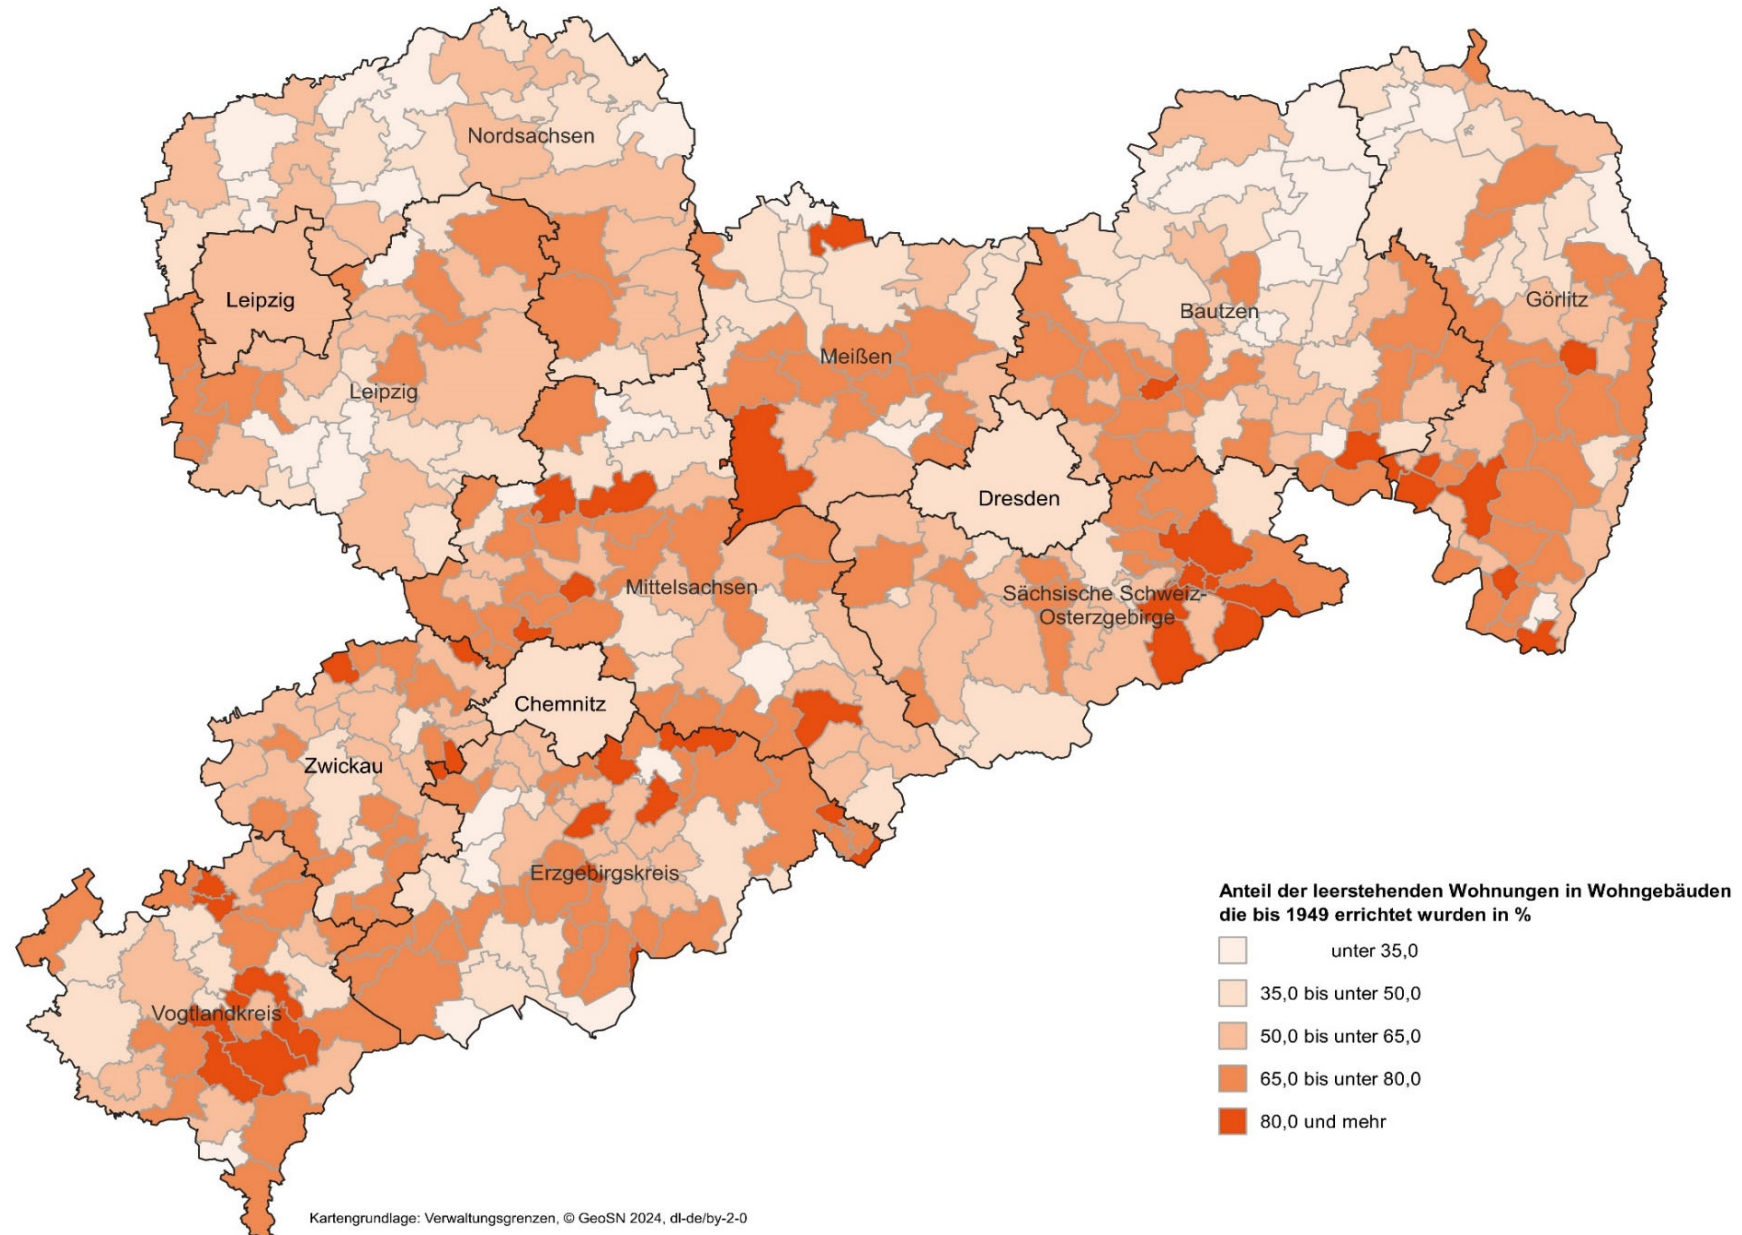 Nordsachsen
Leipzig
Leipzig
Meißen
Bautzen
Görlitz
Dresden
Mittelsachsen
Sächsische Schweiz-
Osterzgebirge
Chemnitz
Zwickau
Erzgebirgskreis
Vogtlandkreis
Anteil der leerstehenden Wohnungen in Wohngebäuden
die bis 1949 errichtet wurden in %
unter 35,0
35,0 bis unter 50,0
50,0 bis unter 65,0
65,0 bis unter 80,0
80,0 und mehr
Kartengrundlage: Verwaltungsgrenzen, © GeoSN 2024, dl-de/by-2-0